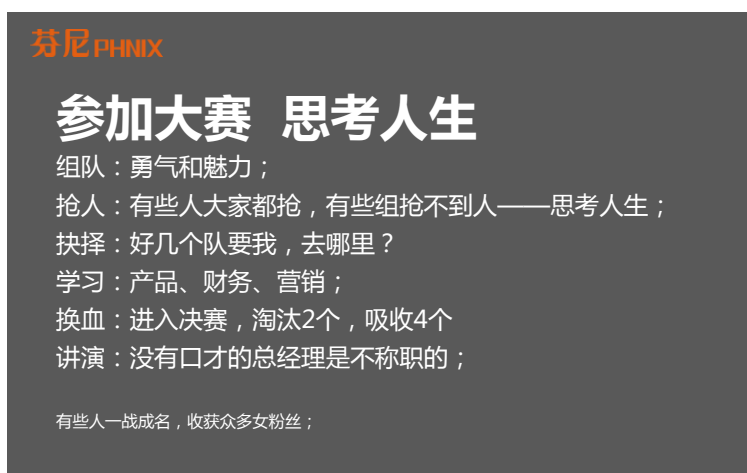 芬尼PHNIX
参加大赛 思考人生
组队：勇气和魅力；
抢人：有些人大家都抢，有些组抢不到人——思考人生；
抉择：好几个队要我，去哪里？
学习：产品、财务、营销；
换血：进入决赛，淘汰2个，吸收4个
讲演：没有口才的总经理是不称职的；
有些人一战成名，收获众多女粉丝；